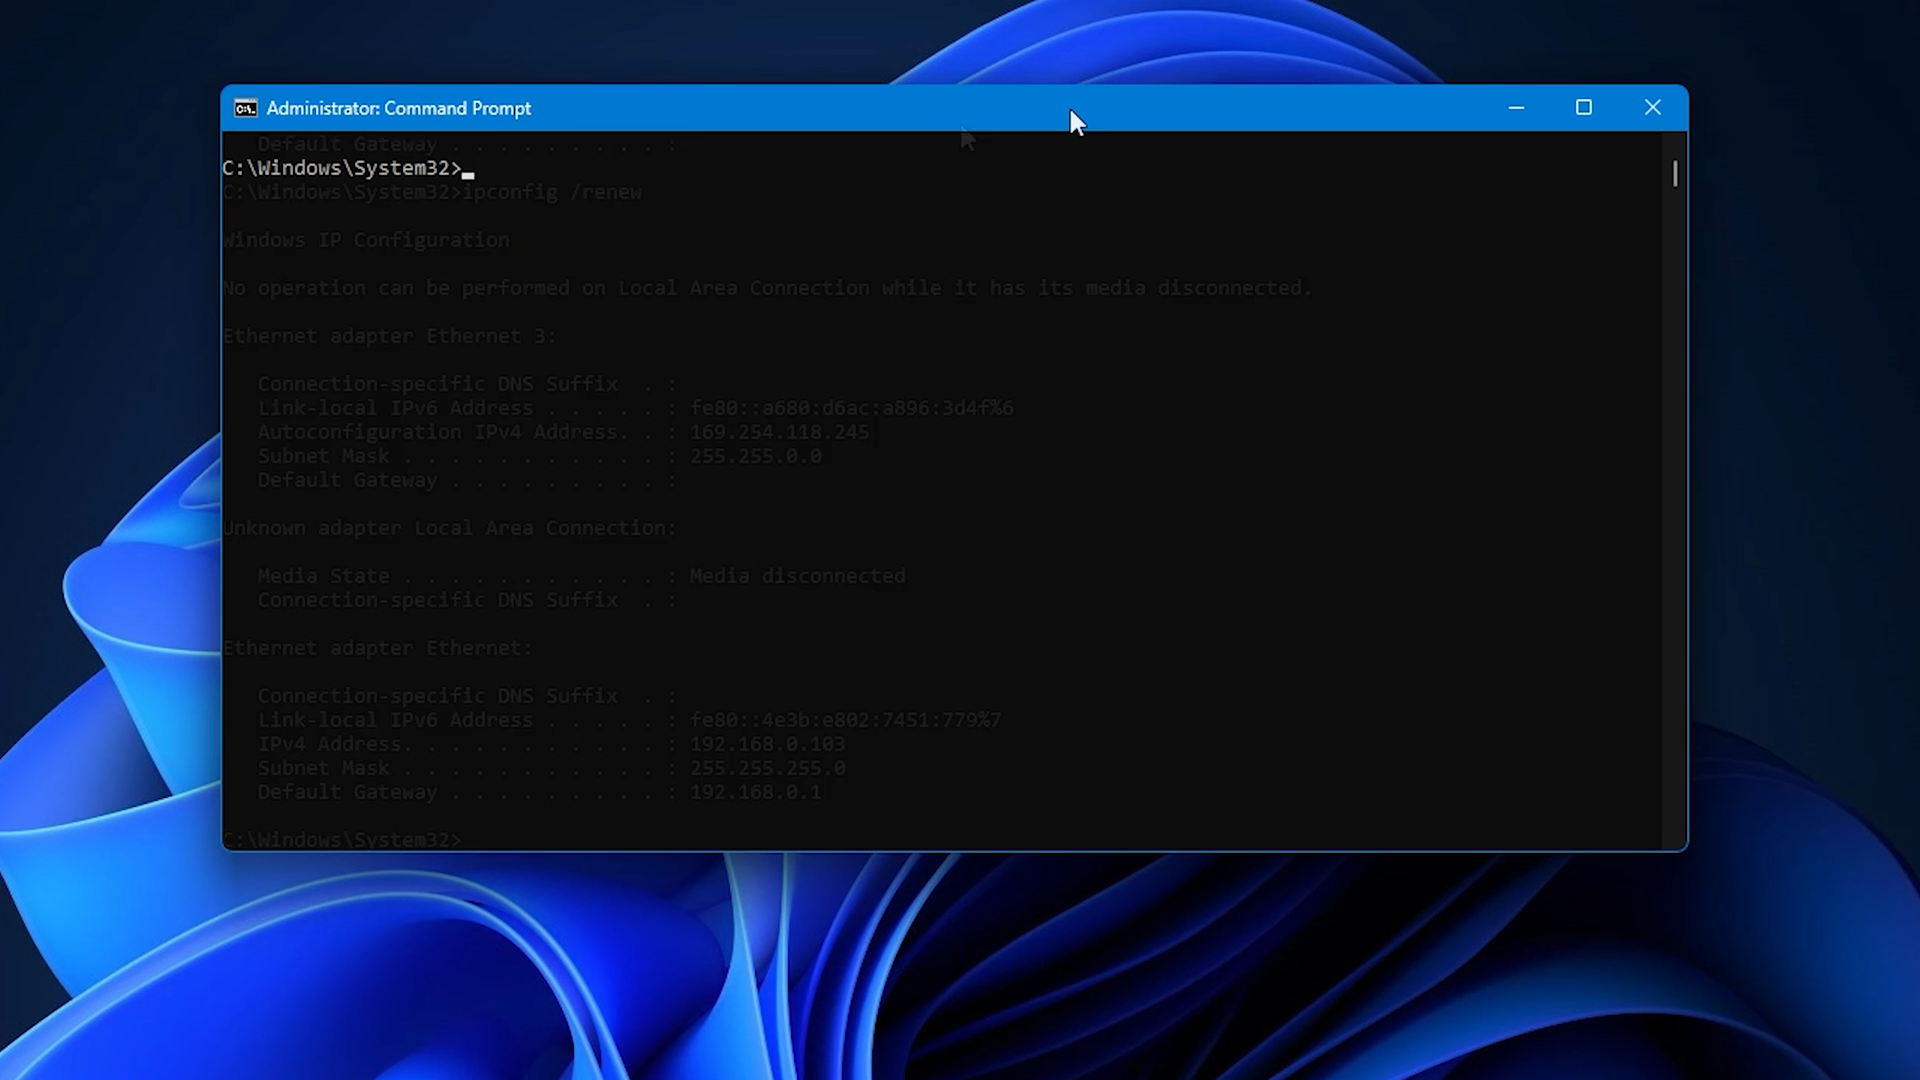 Administrator: Command Prompt
Default Gateway . . . . . . . . . :
C:\Windows\System32>
C:\Windows\System32>ipconfig /renew
Windows IP Configuration
No operation can be performed on Local Area Connection while it has its media disconnected.
Ethernet adapter Ethernet 3:
Connection-specific DNS Suffix . :
Link-local IPv6 Address . . . . . : fe80::a680:d6ac:a896:3d4f%6
Autoconfiguration IPv4 Address. . : 169.254.118.245
Subnet Mask . . . . . . . . . . . : 255.255.0.0
Default Gateway . . . . . . . . . :
Unknown adapter Local Area Connection:
Media State . . . . . . . . . . . : Media disconnected
Connection-specific DNS Suffix . :
Ethernet adapter Ethernet:
Connection-specific DNS Suffix . :
Link-local IPv6 Address . . . . . : fe80::4e3b:e802:7451:779%7
IPv4 Address. . . . . . . . . . . : 192.168.0.103
Subnet Mask . . . . . . . . . . . : 255.255.255.0
Default Gateway . . . . . . . . . : 192.168.0.1
C:\Windows\System32>